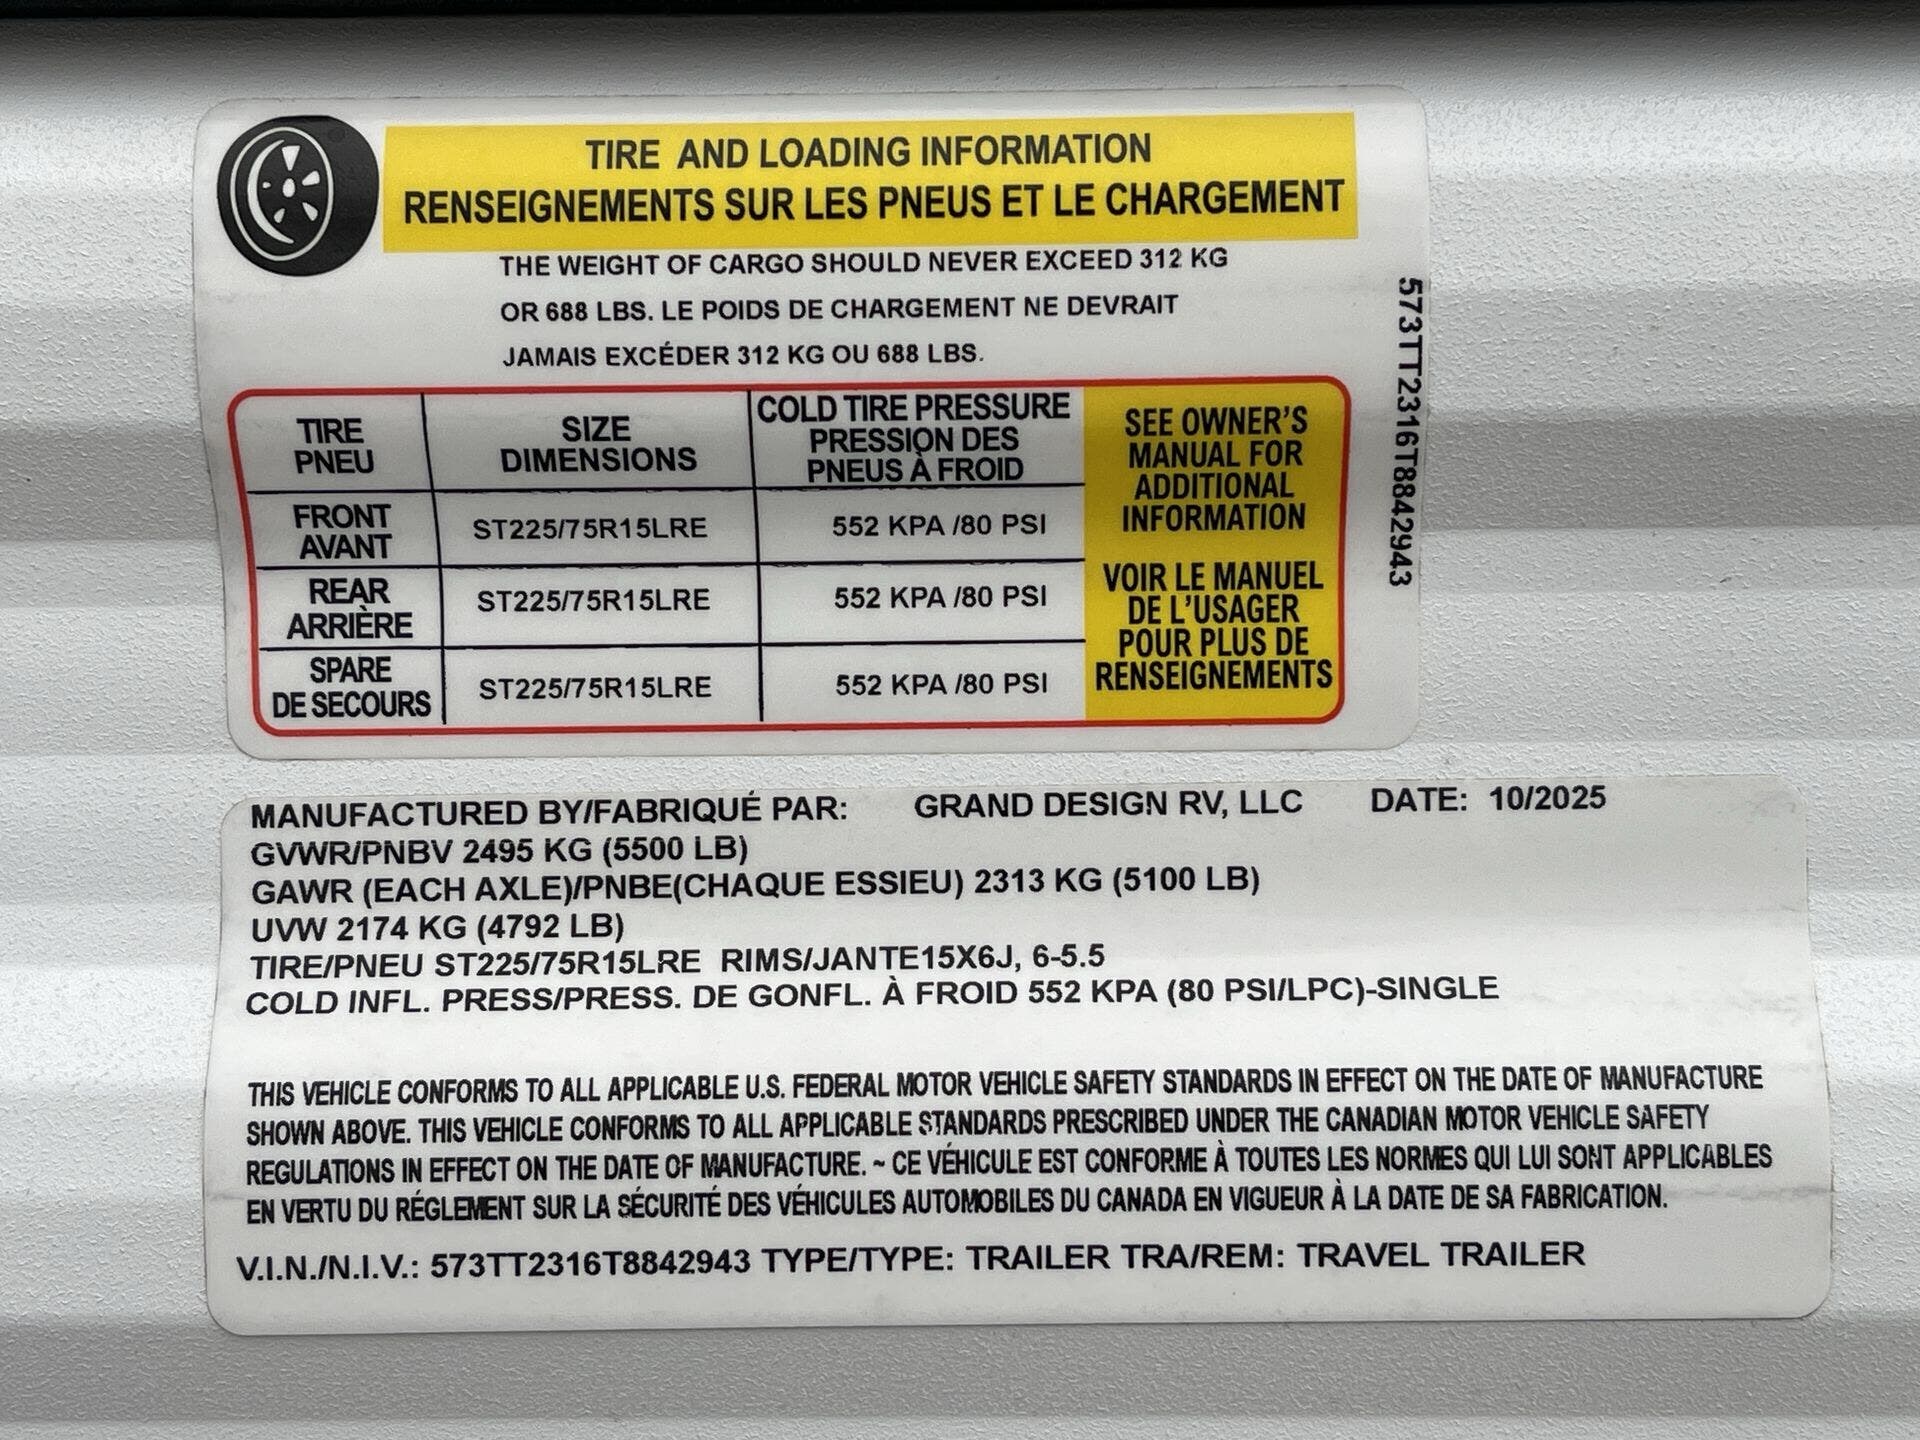 TIRE AND LOADING INFORMATION
RENSEIGNEMENTS SUR LES PNEUS ET LE CHARGEMENT
THE WEIGHT OF CARGO SHOULD NEVER EXCEED 312 KG
OR 688 LBS. LE POIDS DE CHARGEMENT NE DEVRAIT
JAMAIS EXCÉDER 312 KG OU 688 LBS.
TIRE
PNEU
SIZE
DIMENSIONS
COLD TIRE PRESSURE
PRESSION DES
PNEUS À FROID
FRONT
AVANT
ST225/75R15LRE
552 KPA /80 PSI
REAR
ARRIÈRE
ST225/75R15LRE
552 KPA /80 PSI
SPARE
DE SECOURS
ST225/75R15LRE
552 KPA /80 PSI
SEE OWNER'S
MANUAL FOR
ADDITIONAL
INFORMATION
VOIR LE MANUEL
DE L'USAGER
POUR PLUS DE
RENSEIGNEMENTS
573TT2316T8842943
MANUFACTURED BY/FABRIQUÉ PAR: GRAND DESIGN RV, LLC DATE: 10/2025
GVWR/PNBV 2495 KG (5500 LB)
GAWR (EACH AXLE)/PNBE(CHAQUE ESSIEU) 2313 KG (5100 LB)
UVW 2174 KG (4792 LB)
TIRE/PNEU ST225/75R15LRE RIMS/JANTE15X6J, 6-5.5
COLD INFL. PRESS/PRESS. DE GONFL. À FROID 552 KPA (80 PSI/LPC)-SINGLE
THIS VEHICLE CONFORMS TO ALL APPLICABLE U.S. FEDERAL MOTOR VEHICLE SAFETY STANDARDS IN EFFECT ON THE DATE OF MANUFACTURE
SHOWN ABOVE. THIS VEHICLE CONFORMS TO ALL APPLICABLE STANDARDS PRESCRIBED UNDER THE CANADIAN MOTOR VEHICLE SAFETY
REGULATIONS IN EFFECT ON THE DATE OF MANUFACTURE. ~ CE VÉHICULE EST CONFORME À TOUTES LES NORMES QUI LUI SONT APPLICABLES
EN VERTU DU RÉGLEMENT SUR LA SÉCURITÉ DES VÉHICULES AUTOMOBILES DU CANADA EN VIGUEUR À LA DATE DE SA FABRICATION.
V.I.N./N.I.V.: 573TT2316T8842943 TYPE/TYPE: TRAILER TRA/REM: TRAVEL TRAILER